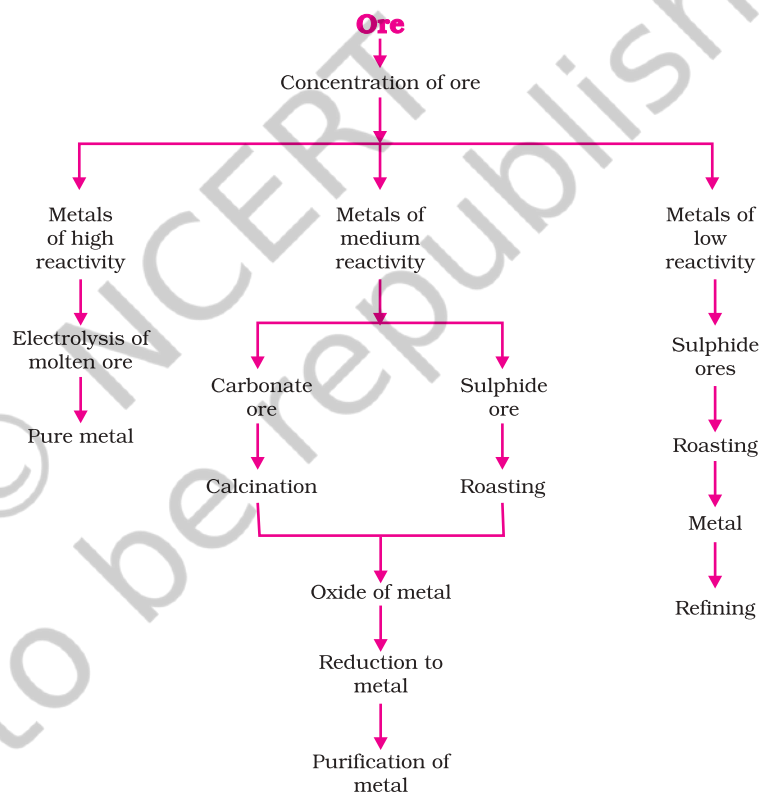 Ore
Concentration of ore
Metals
of high
reactivity
Electrolysis of
molten ore
Pure metal
Metals of
medium
reactivity
Carbonate
ore
Calcination
Sulphide
ore
Roasting
Oxide of metal
Reduction to
metal
Purification of
metal
Metals of
low
reactivity
Sulphide
ores
Roasting
Metal
Refining
© NCERT
to be republish